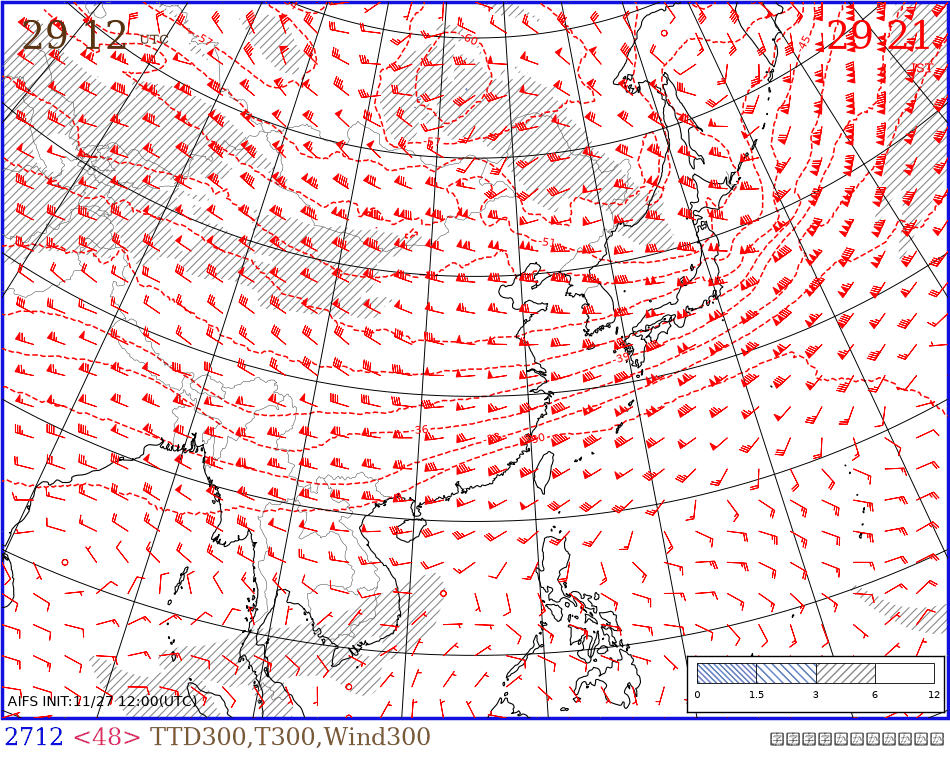 29 12 UTC
29 21 JST
-57
-60
-45
-51
-39
-36
AIFS INIT:11/27 12:00(UTC)
0 1.5 3 6 12
2712 <48> TTD300,T300,Wind300